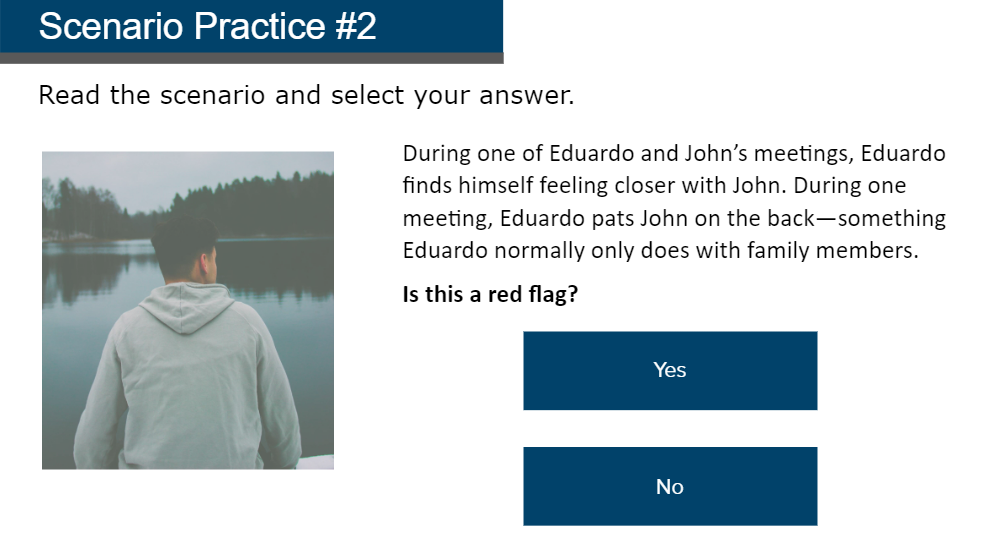 Scenario Practice #2
Read the scenario and select your answer.
During one of Eduardo and John’s meetings, Eduardo
finds himself feeling closer with John. During one
meeting, Eduardo pats John on the back—something
Eduardo normally only does with family members.
Is this a red flag?
Yes
No